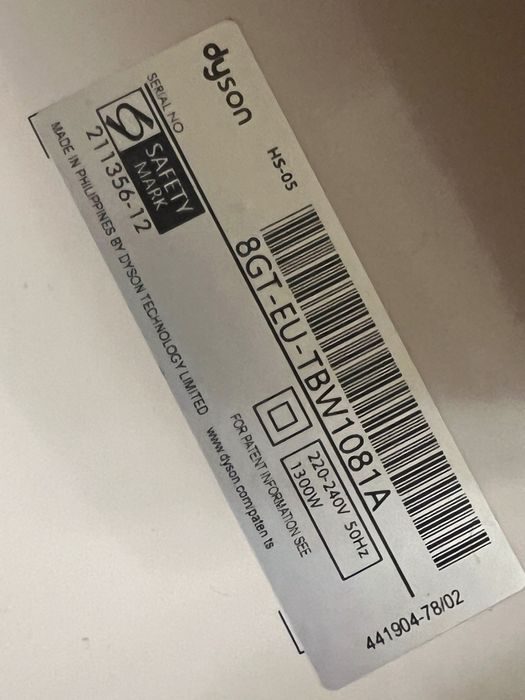 dyson
HS-05
SERIAL NO
8GT-EU-TBW1081A
SAFETY
MARK
211356-12
220-240V 50Hz
1300W
MADE IN PHILIPPINES BY DYSON TECHNOLOGY LIMITED
FOR PATENT INFORMATION SEE
www.dyson.com/patents
441904-78/02